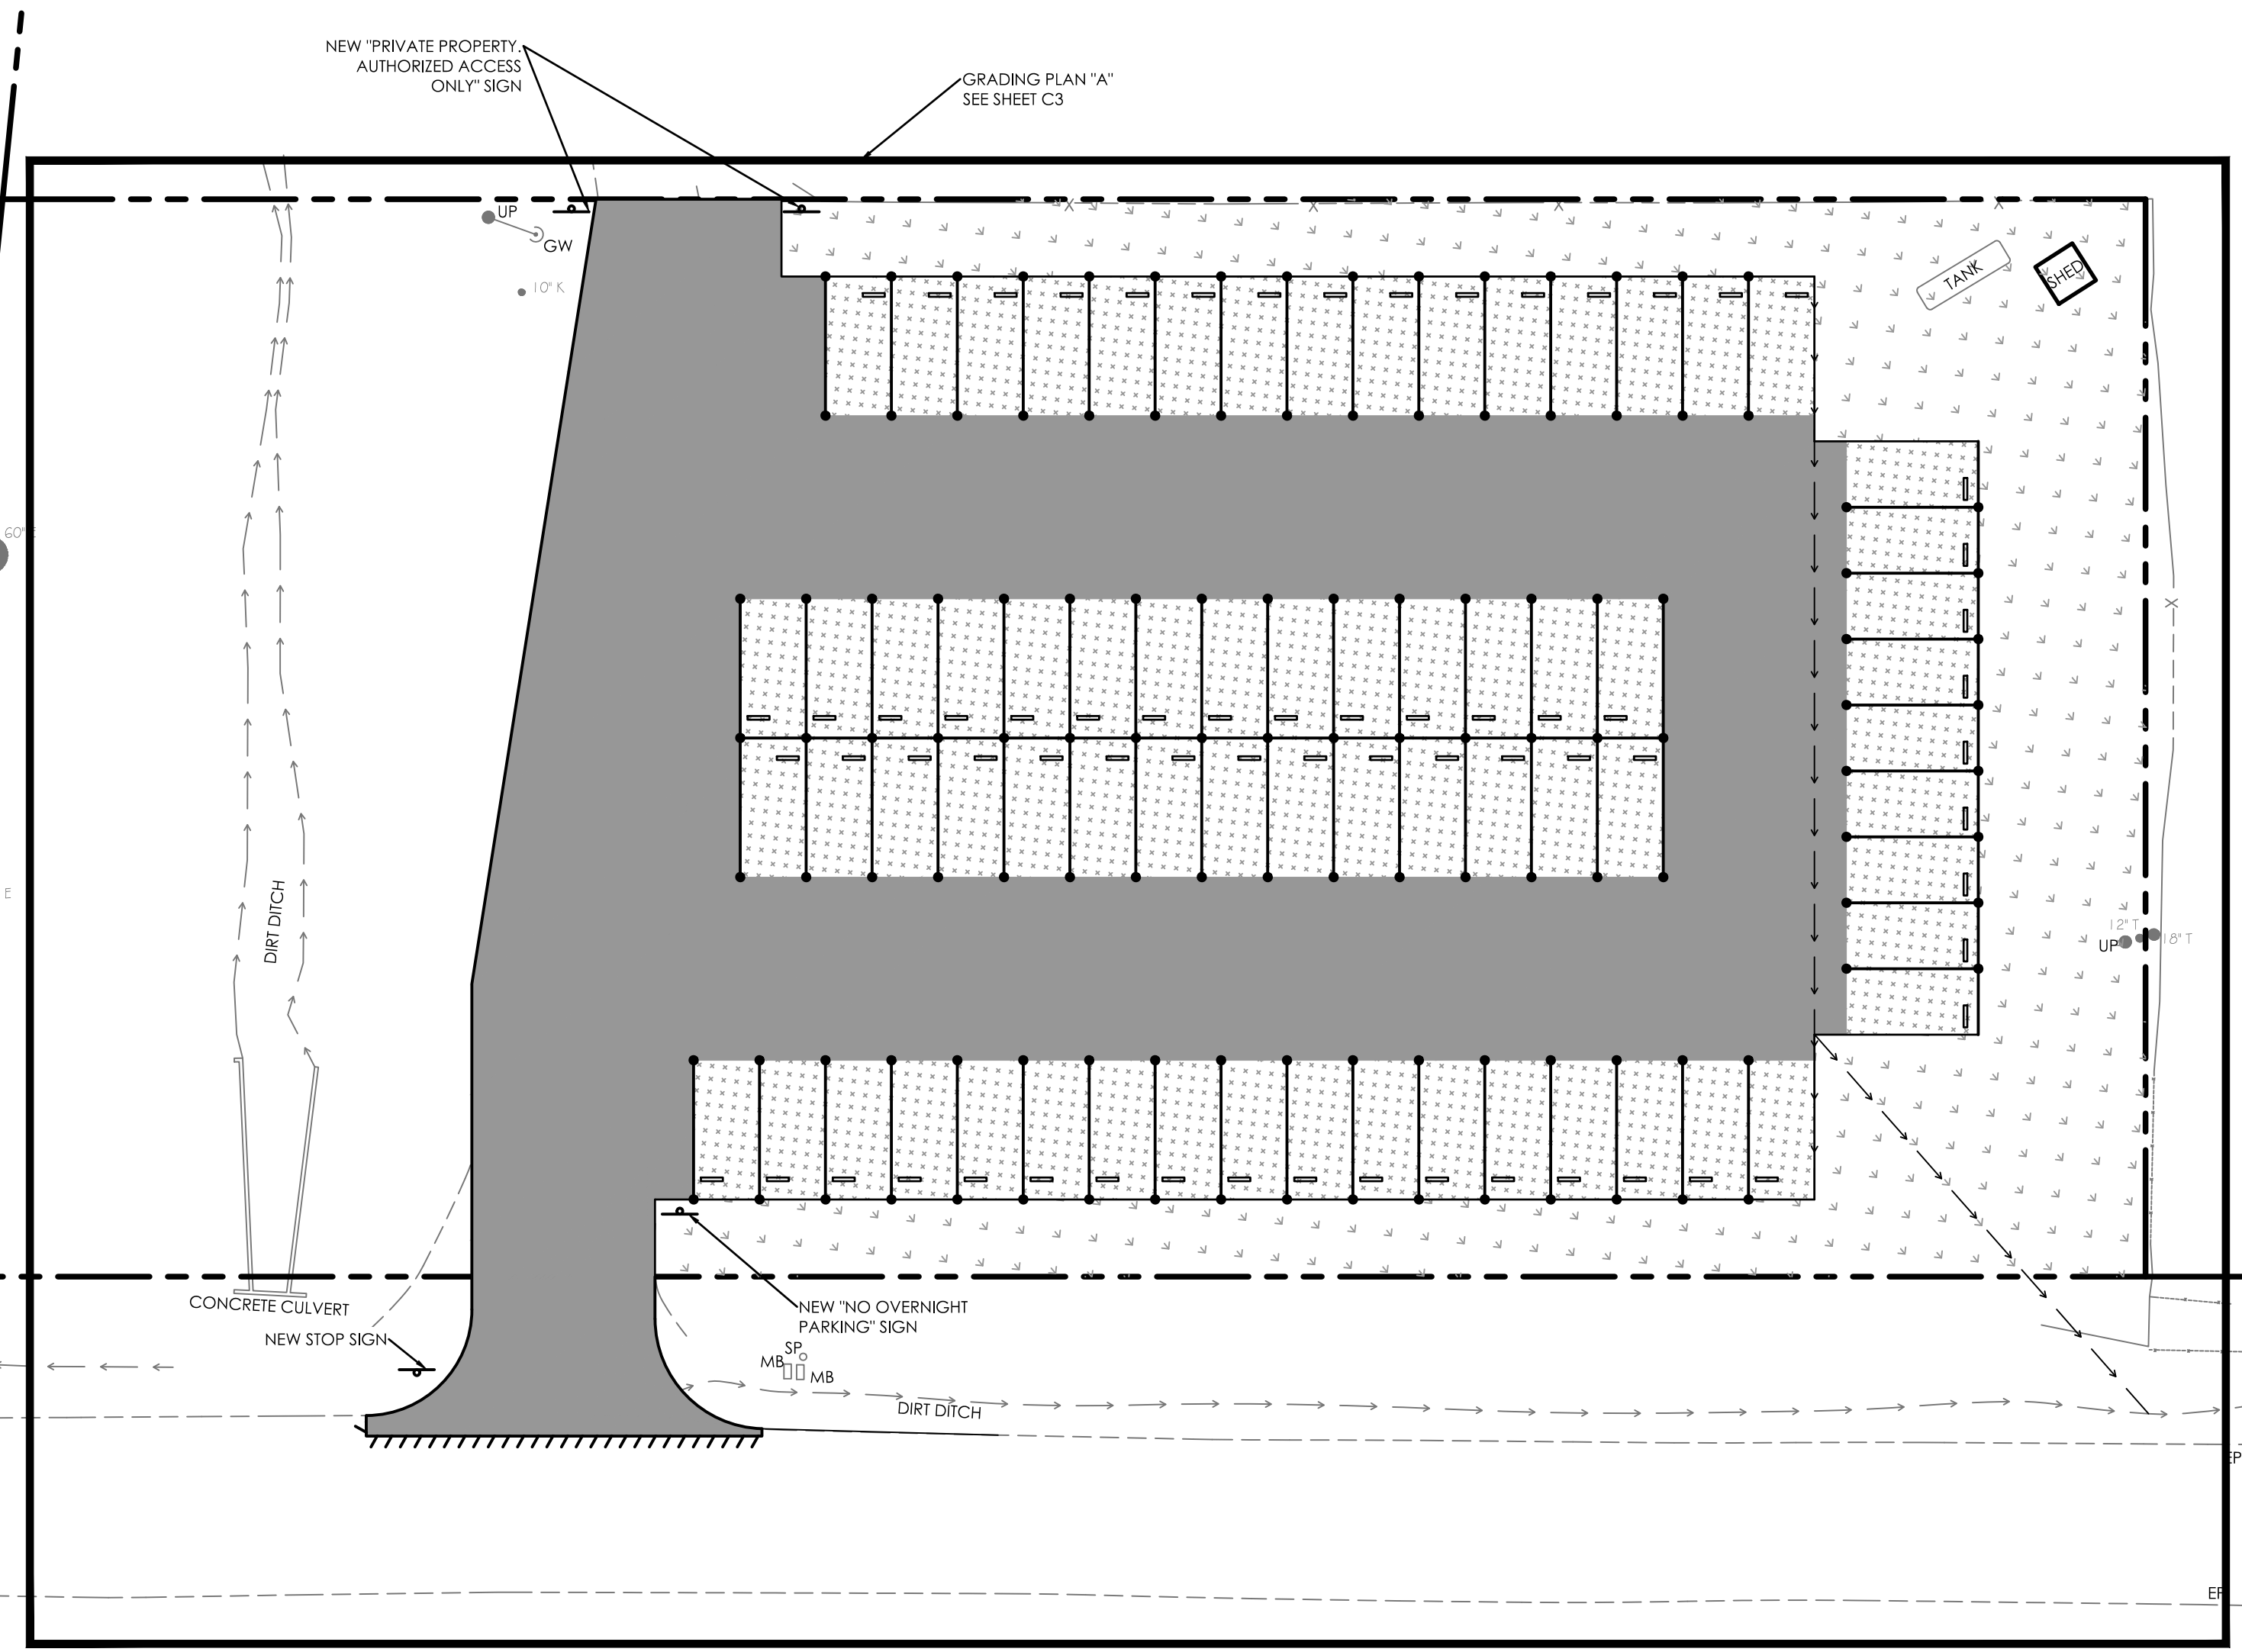 NEW "PRIVATE PROPERTY.
AUTHORIZED ACCESS
ONLY" SIGN
GRADING PLAN "A"
SEE SHEET C3
UP
GW
10" K
TANK
SHED
X
X
X
X
60" E
X
E
DIRT DITCH
12" T
UP
18" T
CONCRETE CULVERT
NEW STOP SIGN
NEW "NO OVERNIGHT
PARKING" SIGN
SP
MB
MB
DIRT DITCH
EP
EP